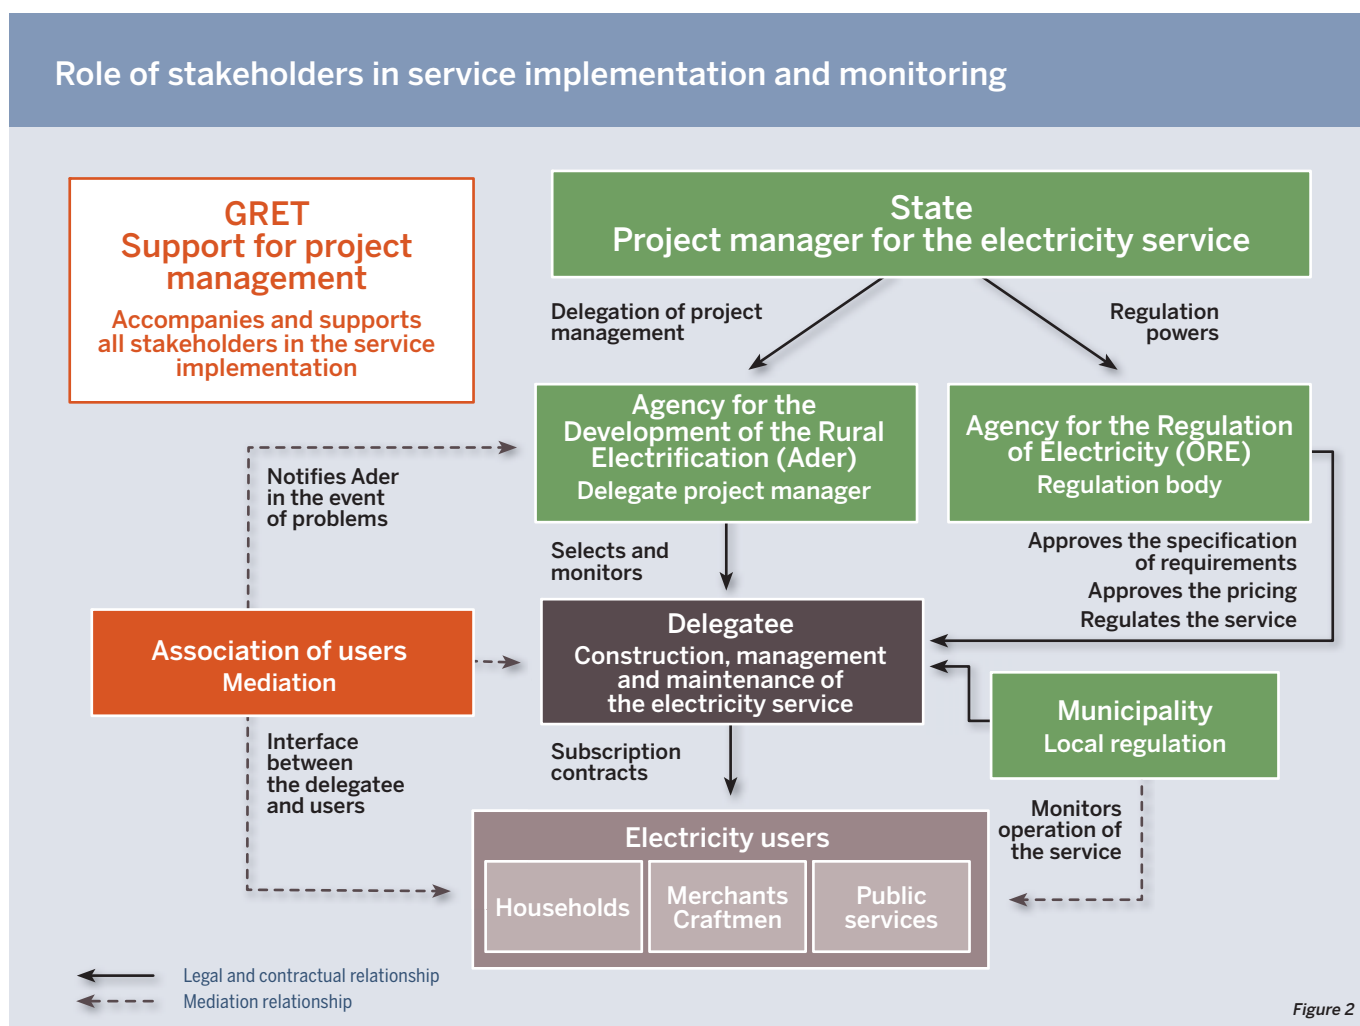 Role of stakeholders in service implementation and monitoring
GRET
Support for project
management
Accompanies and supports
all stakeholders in the service
implementation
State
Project manager for the electricity service
Delegation of project
management
Regulation
powers
Agency for the
Development of the Rural
Electrification (Ader)
Delegate project manager
Agency for the Regulation
of Electricity (ORE)
Regulation body
Notifies Ader
in the event
of problems
Selects and
monitors
Approves the specification
of requirements
Approves the pricing
Regulates the service
Association of users
Mediation
Delegatee
Construction, management
and maintenance of
the electricity service
Municipality
Local regulation
Interface
between
the delegatee
and users
Subscription
contracts
Monitors
operation of
the service
Electricity users
Households
Merchants
Craftmen
Public
services
Legal and contractual relationship
Mediation relationship
Figure 2